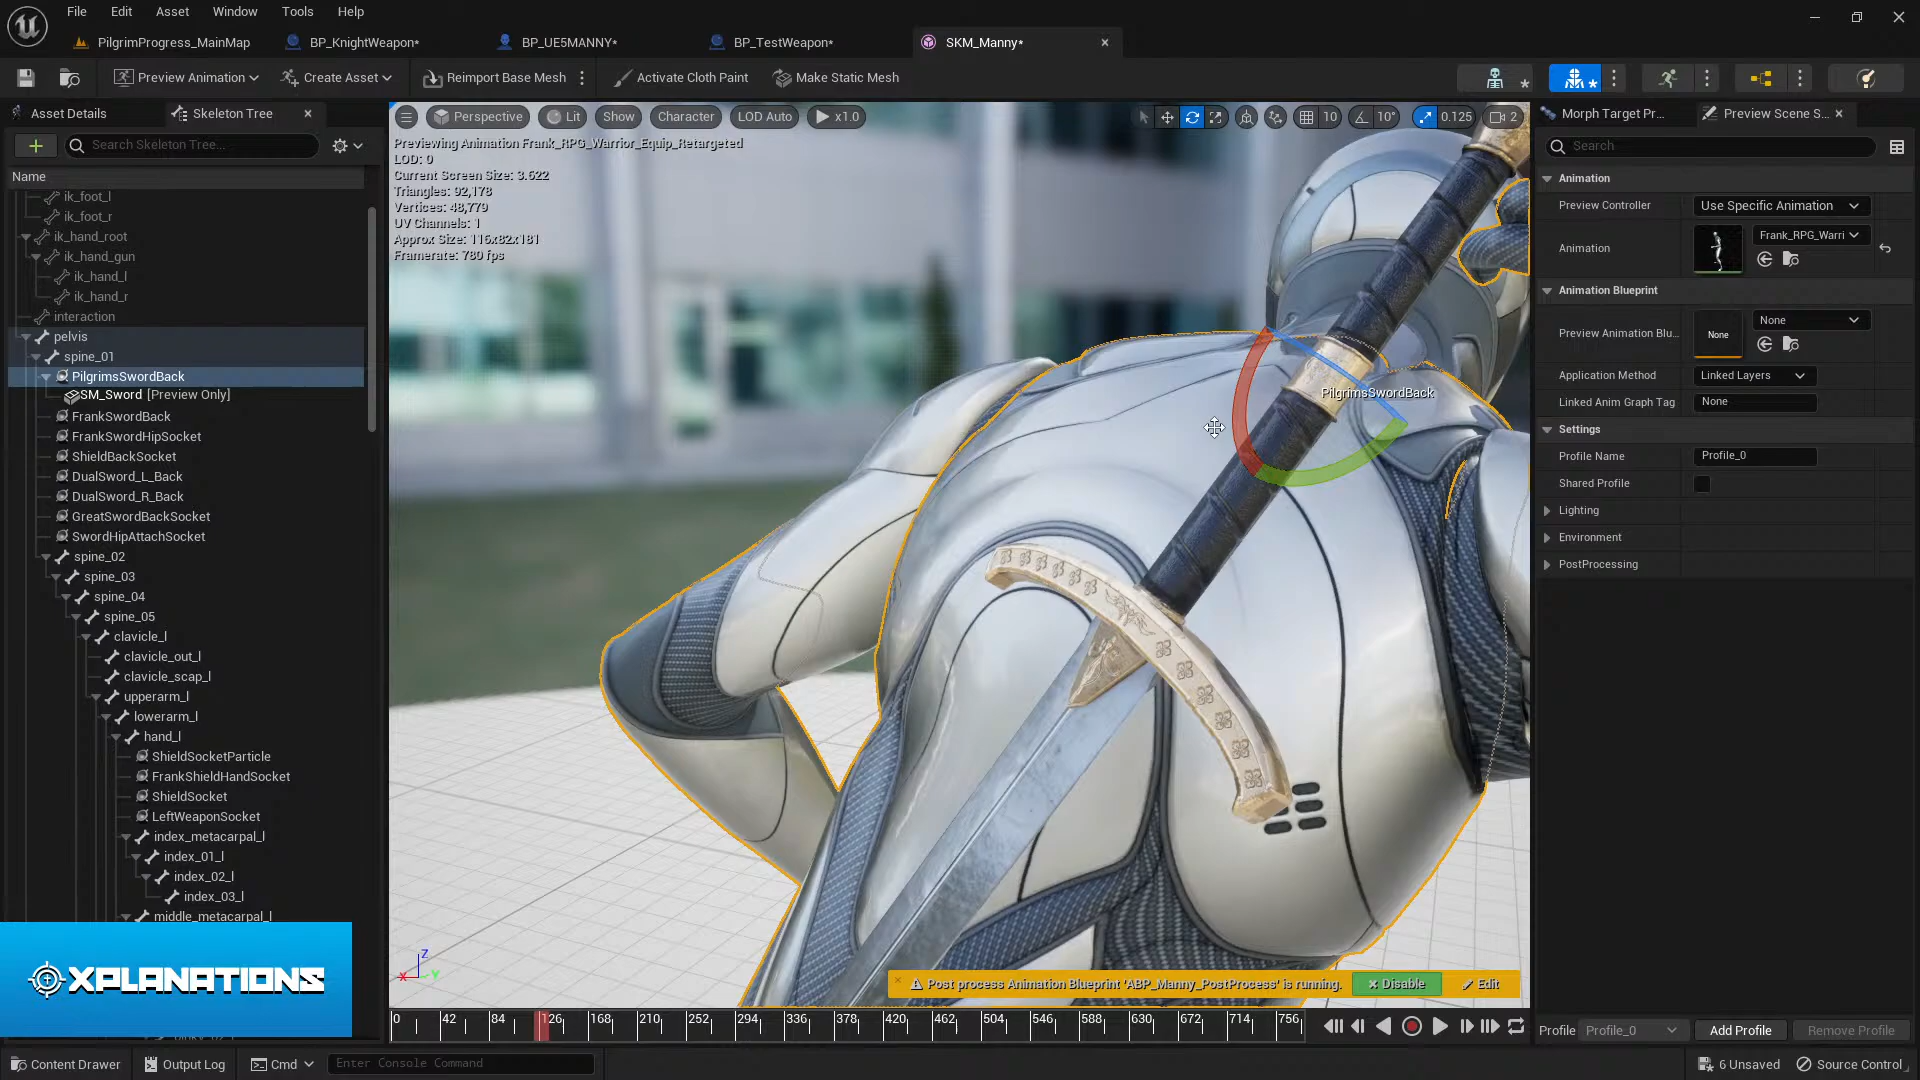 File Edit Asset Window Tools Help
PilgrimProgress_MainMap BP_KnightWeapon* BP_UE5MANNY* BP_TestWeapon* SKM_Manny*
Preview Animation Create Asset Reimport Base Mesh Activate Cloth Paint Make Static Mesh
Asset Details Skeleton Tree
Search Skeleton Tree...
Name
ik_foot_l
ik_foot_r
ik_hand_root
ik_hand_gun
ik_hand_l
ik_hand_r
interaction
pelvis
spine_01
PilgrimsSwordBack
SM_Sword [Preview Only]
FrankSwordBack
FrankSwordHipSocket
ShieldBackSocket
DualSword_L_Back
DualSword_R_Back
GreatSwordBackSocket
SwordHipAttachSocket
spine_02
spine_03
spine_04
spine_05
clavicle_l
clavicle_out_l
clavicle_scap_l
upperarm_l
lowerarm_l
hand_l
ShieldSocketParticle
FrankShieldHandSocket
ShieldSocket
LeftWeaponSocket
index_metacarpal_l
index_01_l
index_02_l
index_03_l
middle_metacarpal_l
XPLANATIONS
Perspective Lit Show Character LOD Auto x1.0 10 10° 0.125 2
Previewing Animation Frank_RPG_Warrior_Equip_Retargeted
LOD: 0
Current Screen Size: 3.622
Triangles: 92,178
Vertices: 48,779
UV Channels: 1
Approx Size: 116x82x181
Framerate: 780 fps
PilgrimsSwordBack
Z
X Y
Post process Animation Blueprint 'ABP_Manny_PostProcess' is running. Disable Edit
0 42 84 126 168 210 252 294 336 378 420 462 504 546 588 630 672 714 756
Morph Target Pr... Preview Scene S...
Search
Animation
Preview Controller Use Specific Animation
Animation Frank_RPG_Warri
Animation Blueprint
Preview Animation Blu... None None
Application Method Linked Layers
Linked Anim Graph Tag None
Settings
Profile Name Profile_0
Shared Profile
Lighting
Environment
PostProcessing
Profile Profile_0 Add Profile Remove Profile
Content Drawer Output Log Cmd Enter Console Command 6 Unsaved Source Control